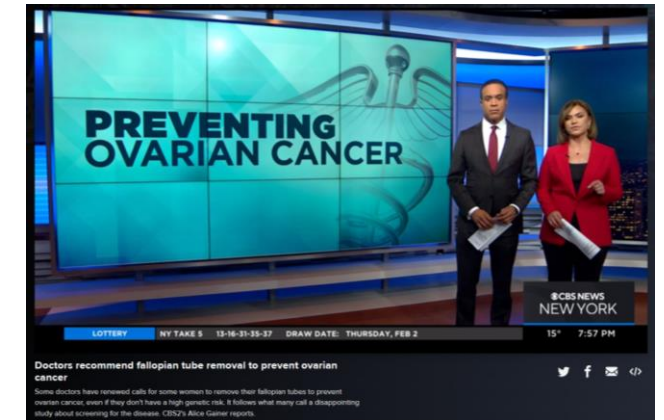 PREVENTING
OVARIAN CANCER
CBS NEWS
NEW YORK
LOTTERY NY TAKE 5 13-16-31-35-37 DRAW DATE: THURSDAY, FEB 2 15° 7:57 PM
Doctors recommend fallopian tube removal to prevent ovarian
cancer
Some doctors have renewed calls for some women to remove their fallopian tubes to prevent
ovarian cancer, even if they don't have a high genetic risk. It follows what many call a disappointing
study about screening for the disease. CBS2's Alice Gainer reports.